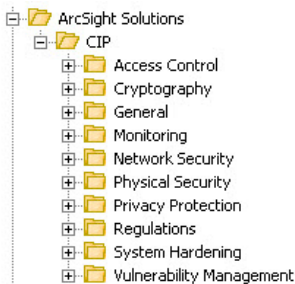 ArcSight Solutions
CIP
Access Control
Cryptography
General
Monitoring
Network Security
Physical Security
Privacy Protection
Regulations
System Hardening
Vulnerability Management